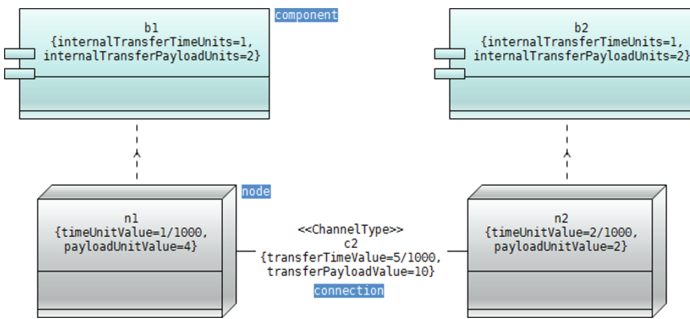 component
b1
{internalTransferTimeUnits=1,
internalTransferPayloadUnits=2}
b2
{internalTransferTimeUnits=1,
internalTransferPayloadUnits=2}
node
n1
{timeUnitValue=1/1000,
payloadUnitValue=4}
<<ChannelType>>
c2
{transferTimeValue=5/1000,
transferPayloadValue=10}
connection
n2
{timeUnitValue=2/1000,
payloadUnitValue=2}